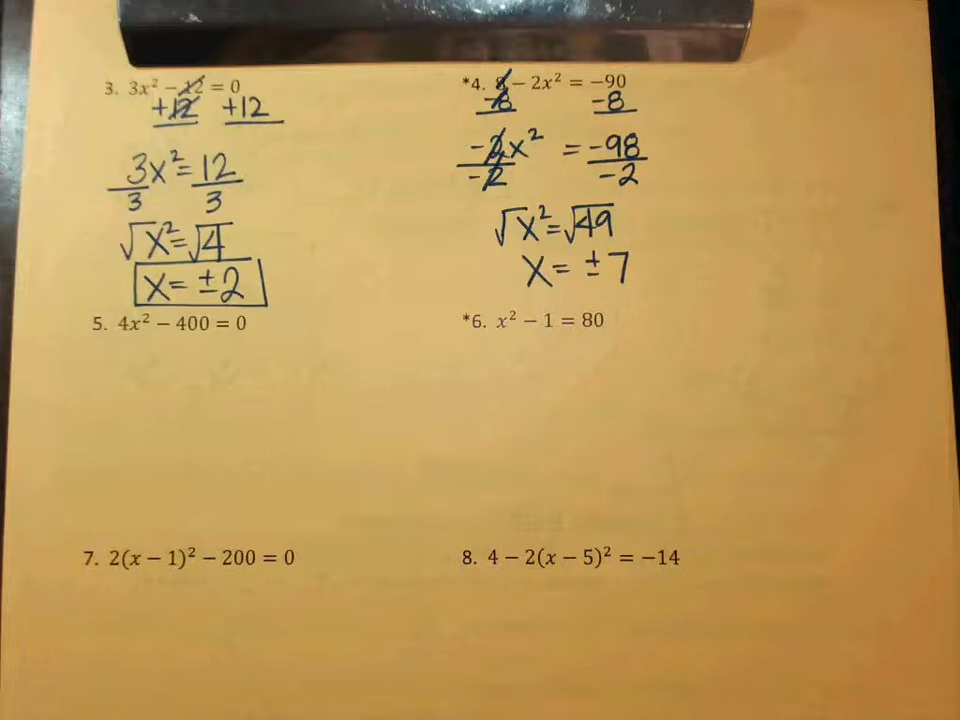 3. 3x² − 12 = 0
+12 +12
3x² = 12
3 3
√x² = √4
x = ±2
*4. 8 − 2x² = −90
−8 −8
-2x² = -98
-2 -2
√x² = √49
x = ±7
5. 4x² − 400 = 0
*6. x² − 1 = 80
7. 2(x − 1)² − 200 = 0
8. 4 − 2(x − 5)² = −14